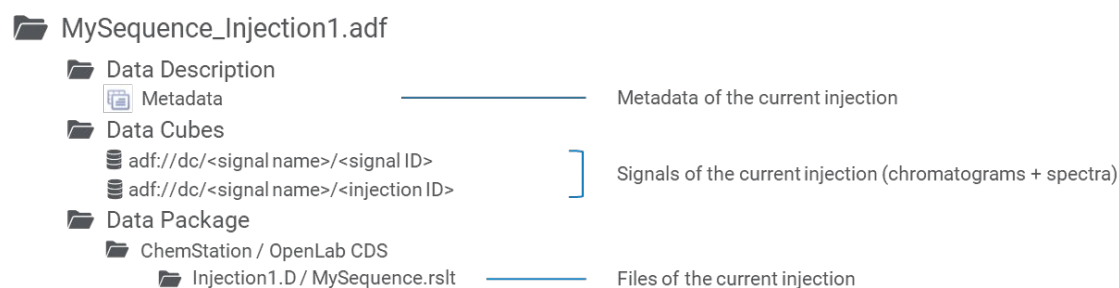 MySequence_Injection1.adf
Data Description
Metadata
Metadata of the current injection
Data Cubes
adf://dc/<signal name>/<signal ID>
adf://dc/<signal name>/<injection ID>
Signals of the current injection (chromatograms + spectra)
Data Package
ChemStation / OpenLab CDS
Injection1.D / MySequence.rslt
Files of the current injection